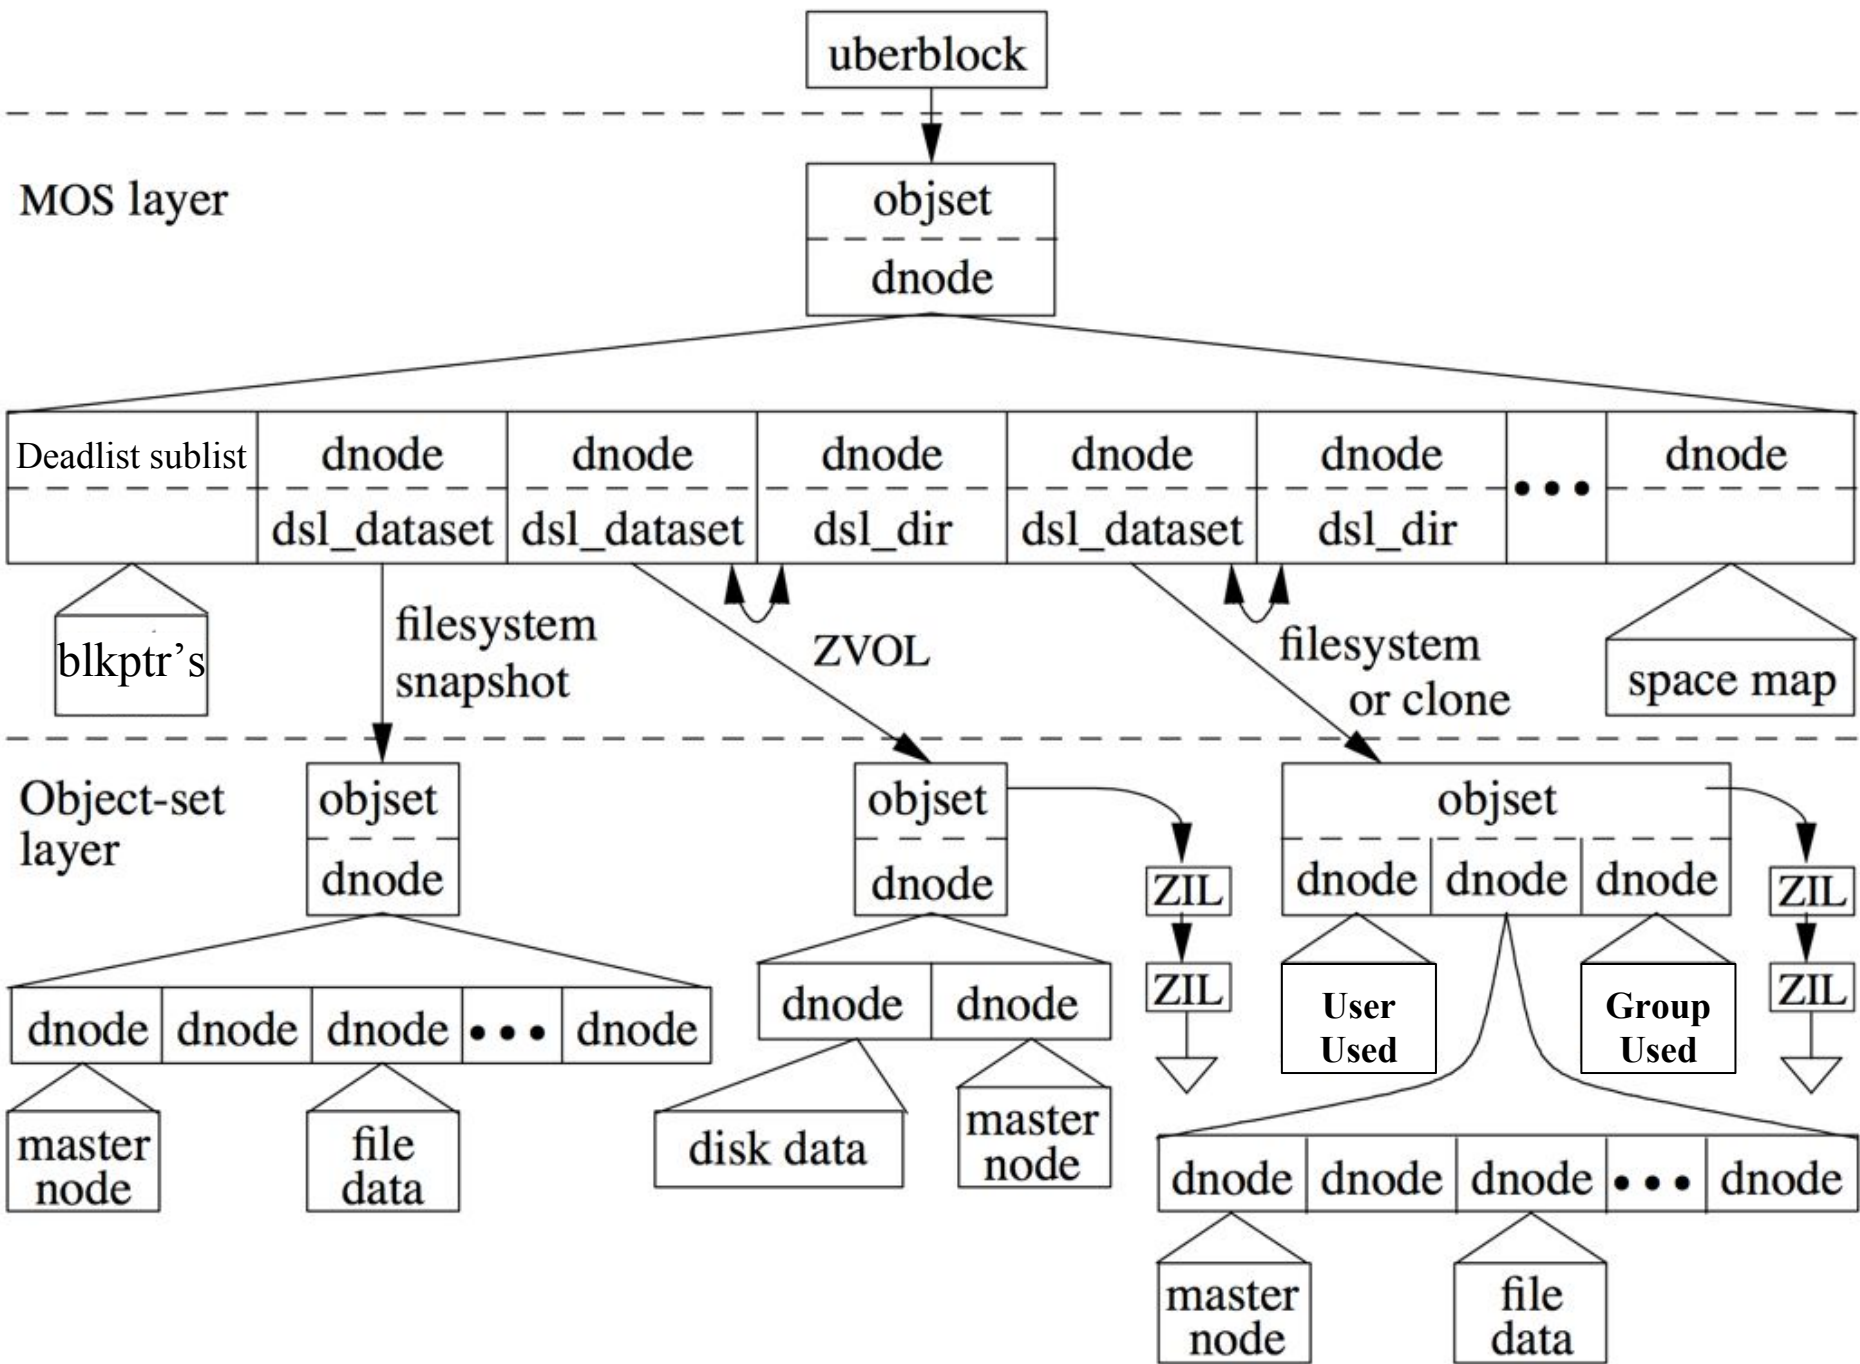 uberblock
MOS layer
objset
dnode
Deadlist sublist
dnode
dsl_dataset
dnode
dsl_dataset
dnode
dsl_dir
dnode
dsl_dataset
dnode
dsl_dir
•••
dnode
blkptr's
filesystem
snapshot
ZVOL
filesystem
or clone
space map
Object-set
layer
objset
dnode
dnode
dnode
dnode
•••
dnode
master
node
file
data
objset
dnode
ZIL
ZIL
dnode
dnode
disk data
master
node
objset
dnode
dnode
dnode
ZIL
ZIL
User
Used
Group
Used
dnode
dnode
dnode
•••
dnode
master
node
file
data